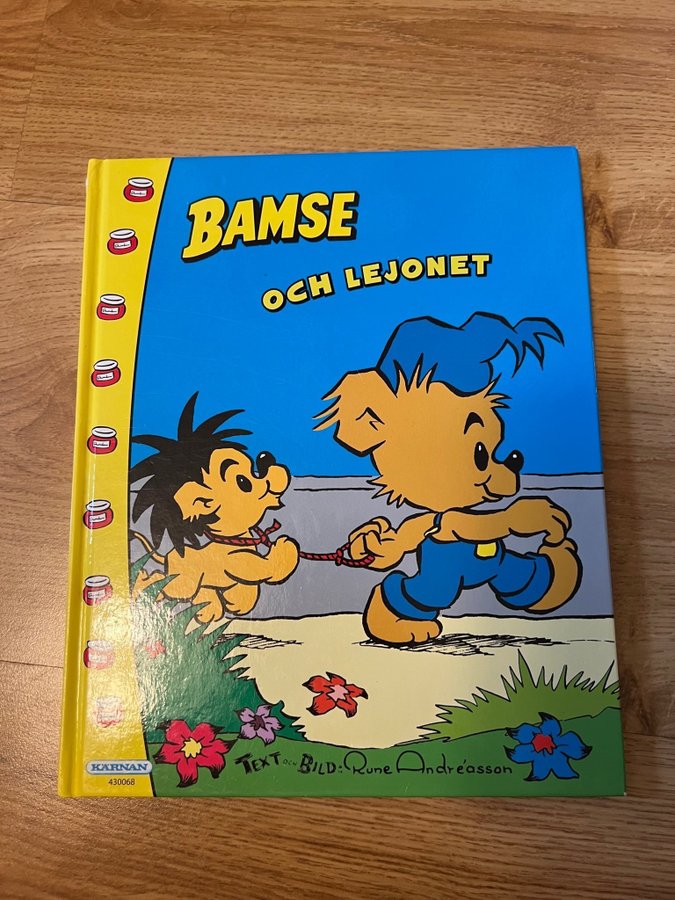 BAMSE
OCH LEJONET
TEXT OCH BILD: Rune Andréasson
KÄRNAN
430068